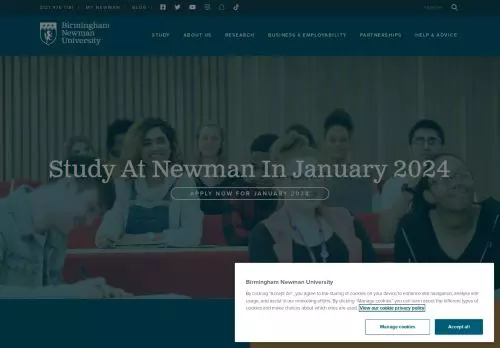 0121 476 1181 MY NEWMAN BLOG
Birmingham
Newman
University
STUDY ABOUT US RESEARCH BUSINESS & EMPLOYABILITY PARTNERSHIPS HELP & ADVICE
Study At Newman In January 2024
APPLY NOW FOR JANUARY 2024
Birmingham Newman University
By clicking "Accept All", you agree to the storing of cookies on your device to enhance site navigation, analyse site
usage, and assist in our marketing efforts. By clicking "Manage cookies" you can learn about the different types of
cookies and make choices about which ones are used. View our cookie privacy policy
Manage cookies
Accept all